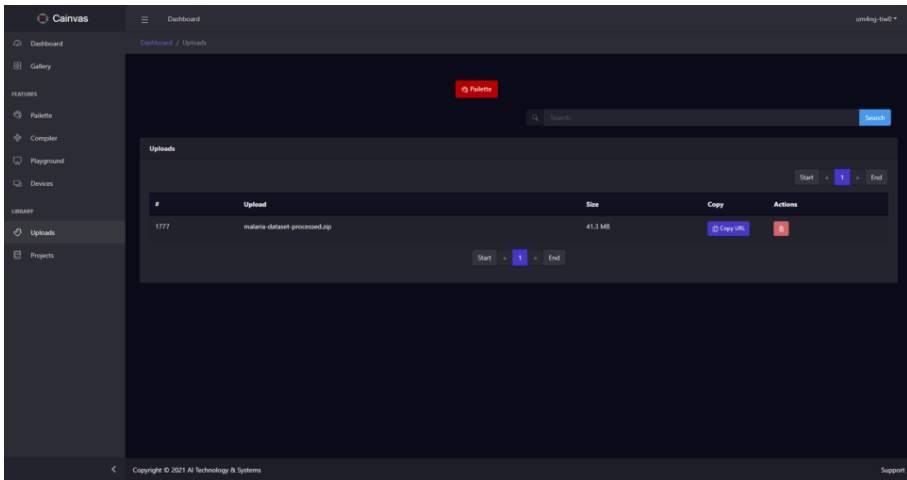 Cainvas
Dashboard
um4ng-tiw0
Dashboard
Gallery
FEATURES
Pailette
Compiler
Playground
Devices
LIBRARY
Uploads
Projects
Dashboard / Uploads
Pailette
Search
Search
Uploads
Start « 1 » End
# Upload Size Copy Actions
1777 malaria-dataset-processed.zip 41.3 MB Copy URL
Start « 1 » End
Copyright © 2021 AI Technology & Systems
Support